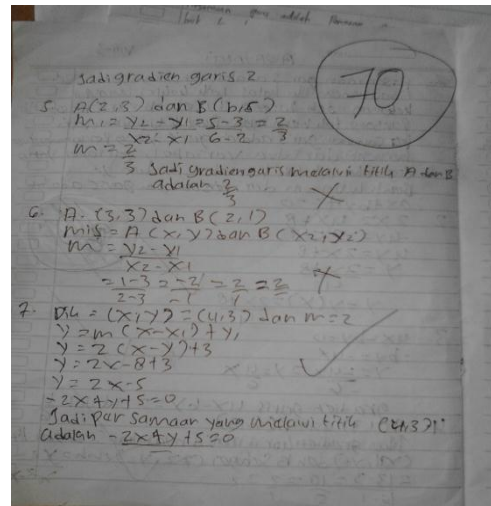 Jadi gradien garis 2
70
5. A(2,3) dan B(6,5)
m = y2 - y1 = 5-3 = 2/3
x2 - x1 6-2
m = 2/3
Jadi gradien garis melalui titik A dan B
adalah 2/3
6. A. (3,3) dan B(2,1)
mis = A(x,y) dan B(x2,y2)
m = y2-y1
x2-x1
= 1-3 = -2 = 2 = 2
2-3 -1 1
7. Dik = (x,y) = (4,3) dan m=2
y = m(x-x1)+y1
y = 2(x-y)+3
y = 2x-8+3
y = 2x-5
-2x+y+5=0
Jadi persamaan yang melalui titik (4,3)
adalah -2x+y+5=0